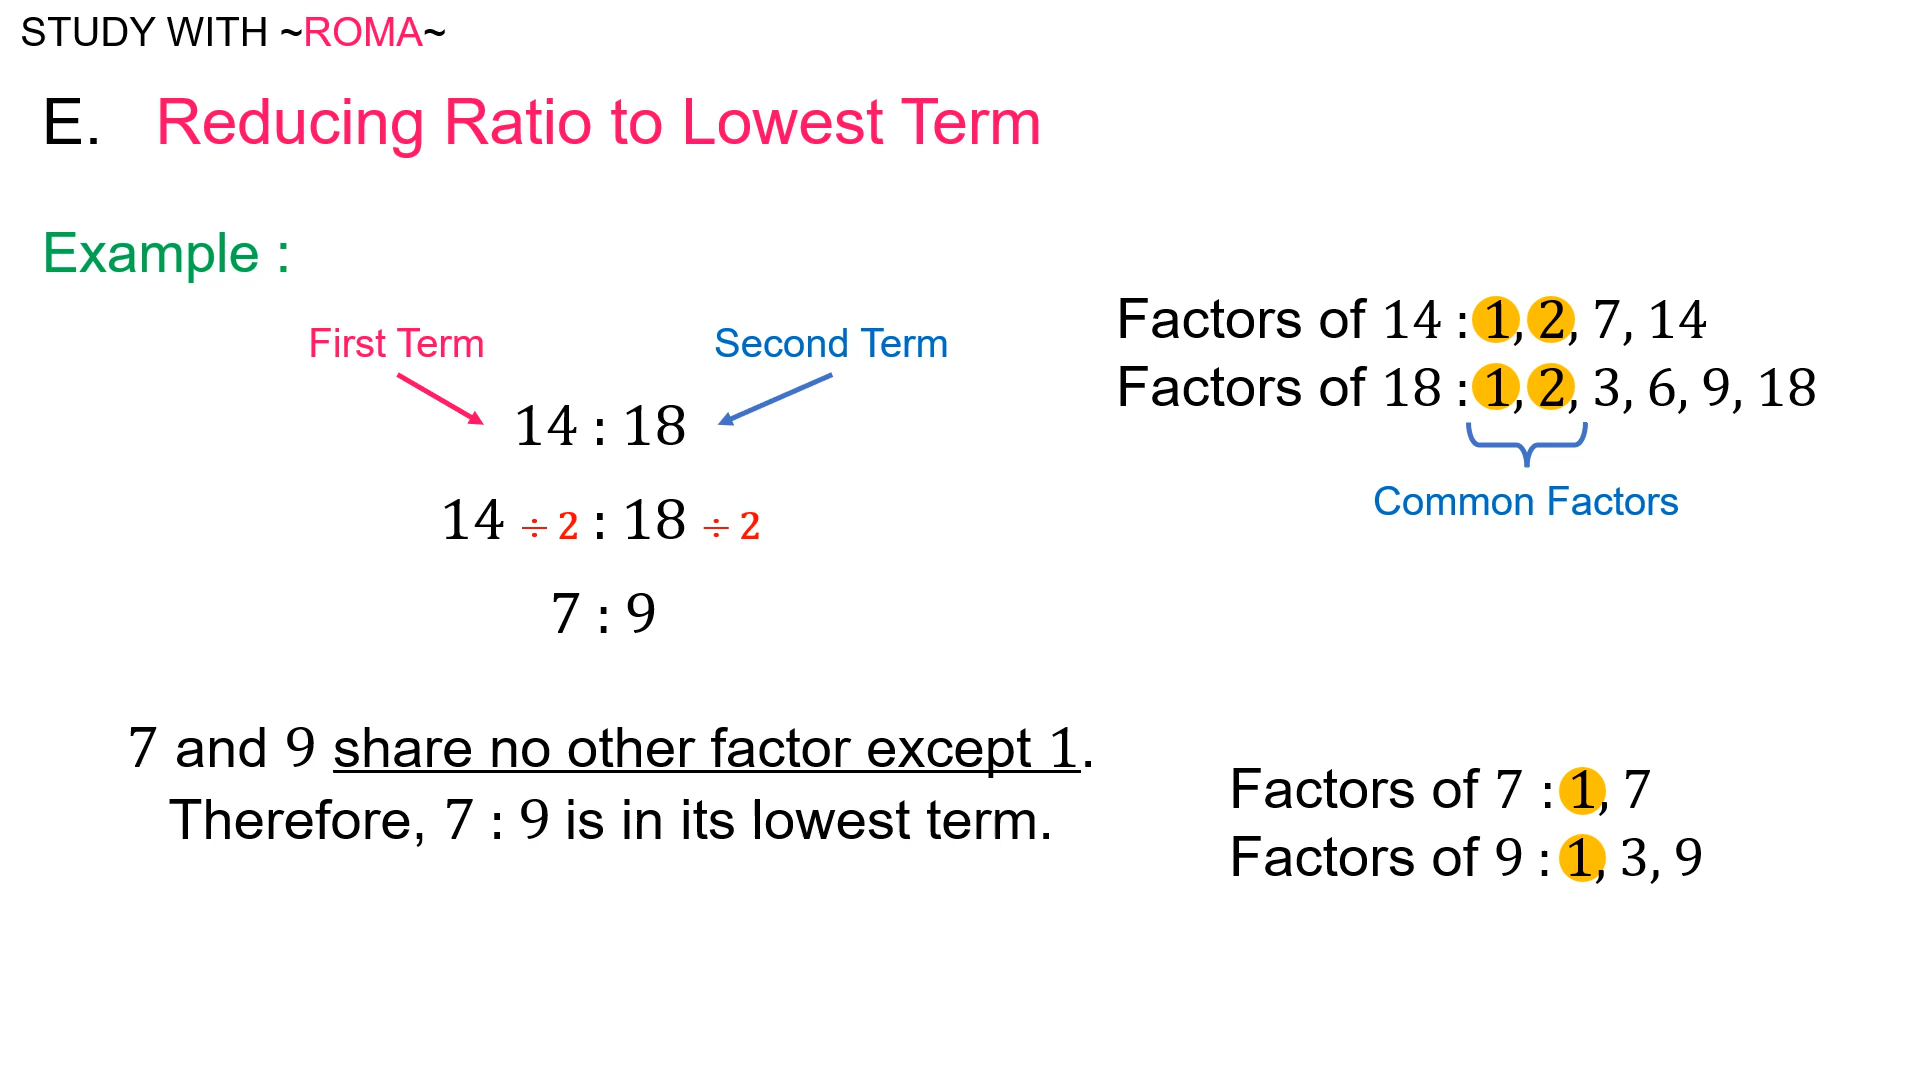 STUDY WITH ~ROMA~
E. Reducing Ratio to Lowest Term
Example :
First Term
Second Term
14 : 18
14 ÷ 2 : 18 ÷ 2
7 : 9
Factors of 14 : 1, 2, 7, 14
Factors of 18 : 1, 2, 3, 6, 9, 18
Common Factors
7 and 9 share no other factor except 1.
Therefore, 7 : 9 is in its lowest term.
Factors of 7 : 1, 7
Factors of 9 : 1, 3, 9